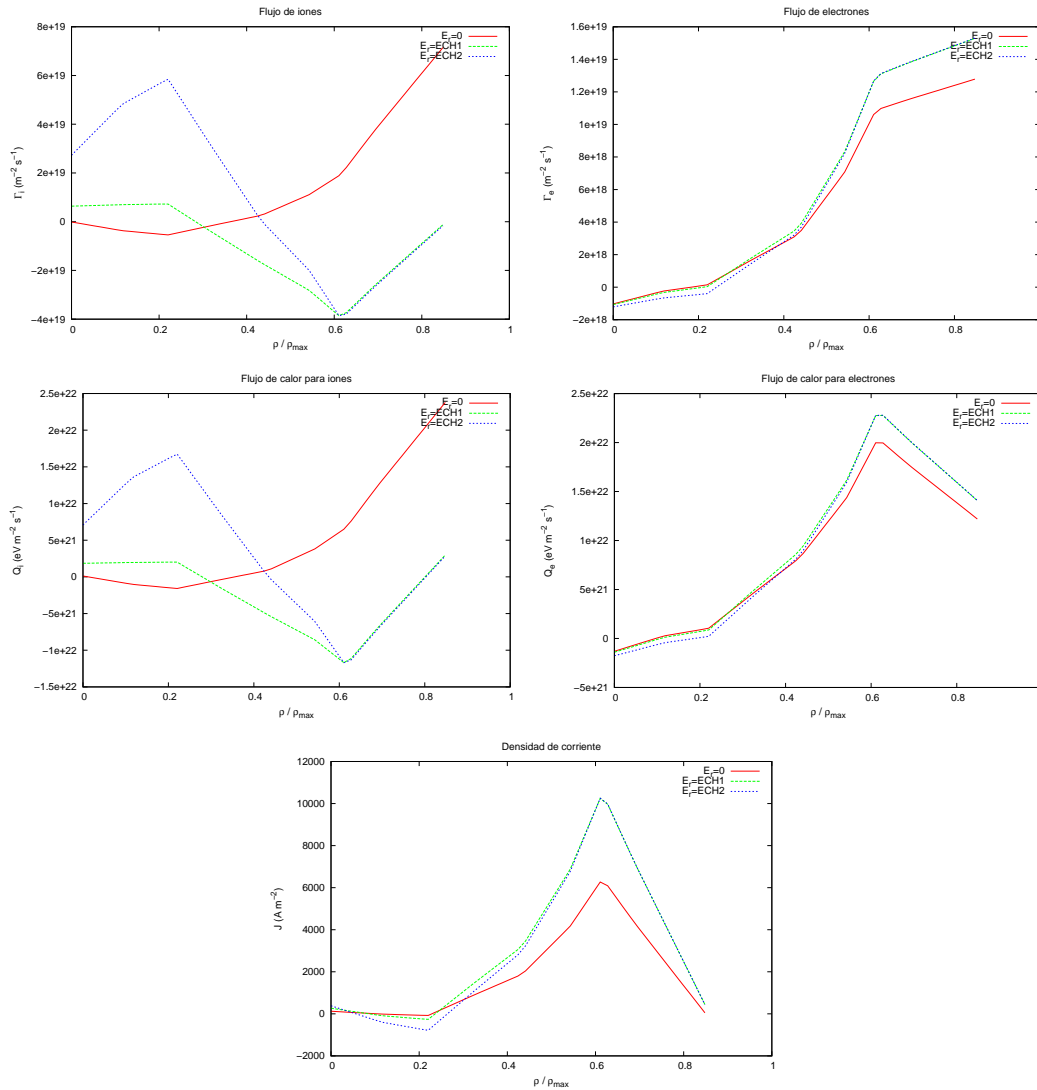 Flujo de iones
8e+19
6e+19
4e+19
2e+19
0
−2e+19
−4e+19
0 0.2 0.4 0.6 0.8 1
Γi (m−2 s−1)
ρ / ρmax
Er=0
Er=ECH1
Er=ECH2
Flujo de electrones
1.6e+19
1.4e+19
1.2e+19
1e+19
8e+18
6e+18
4e+18
2e+18
0
−2e+18
0 0.2 0.4 0.6 0.8
Γe (m−2 s−1)
ρ / ρmax
Er=0
Er=ECH1
Er=ECH2
Flujo de calor para iones
2.5e+22
2e+22
1.5e+22
1e+22
5e+21
0
−5e+21
−1e+22
−1.5e+22
0 0.2 0.4 0.6 0.8 1
Qi (eV m−2 s−1)
ρ / ρmax
Er=0
Er=ECH1
Er=ECH2
Flujo de calor para electrones
2.5e+22
2e+22
1.5e+22
1e+22
5e+21
0
−5e+21
0 0.2 0.4 0.6 0.8
Qe (eV m−2 s−1)
ρ / ρmax
Er=0
Er=ECH1
Er=ECH2
Densidad de corriente
12000
10000
8000
6000
4000
2000
0
−2000
0 0.2 0.4 0.6 0.8 1
J (A m−2)
ρ / ρmax
Er=0
Er=ECH1
Er=ECH2